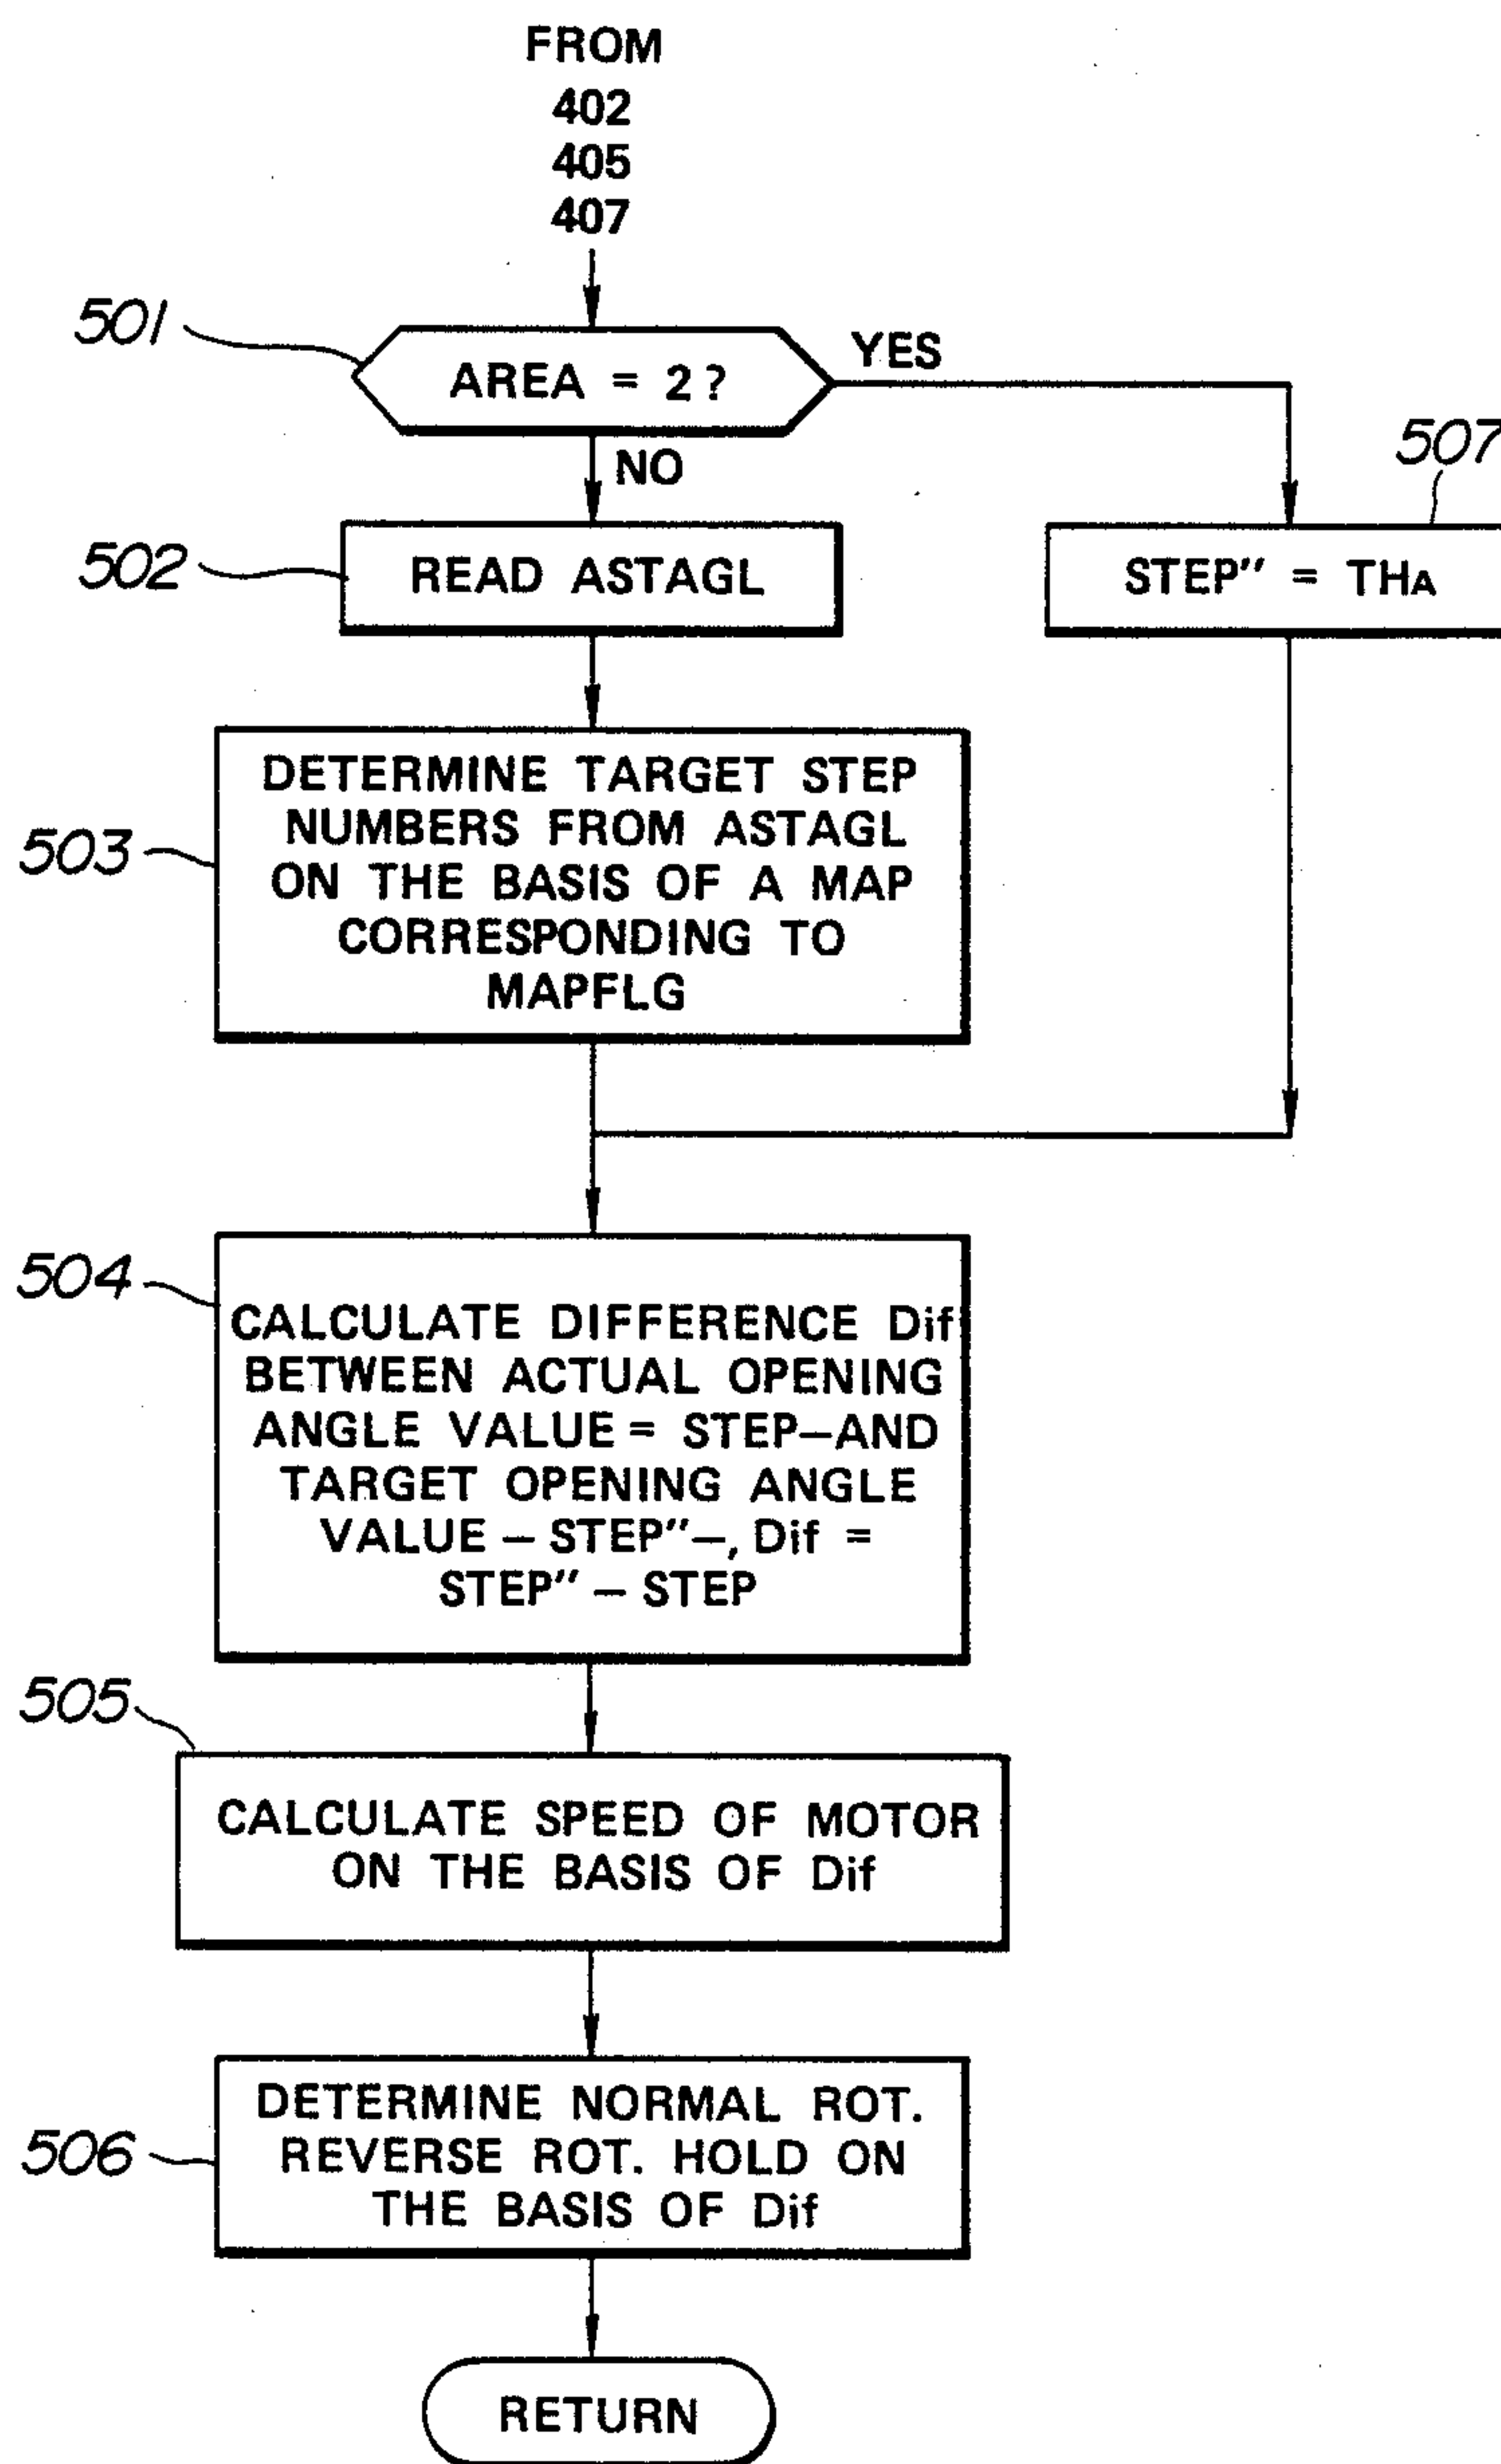 FROM
402
405
407
501
AREA = 2?
YES
NO
507
502
READ ASTAGL
STEP″ = THA
503
DETERMINE TARGET STEP
NUMBERS FROM ASTAGL
ON THE BASIS OF A MAP
CORRESPONDING TO
MAPFLG
504
CALCULATE DIFFERENCE Dif
BETWEEN ACTUAL OPENING
ANGLE VALUE = STEP—AND
TARGET OPENING ANGLE
VALUE — STEP″—, Dif =
STEP″ — STEP
505
CALCULATE SPEED OF MOTOR
ON THE BASIS OF Dif
506
DETERMINE NORMAL ROT.
REVERSE ROT. HOLD ON
THE BASIS OF Dif
RETURN